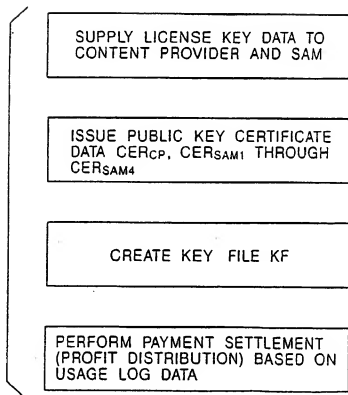 SUPPLY LICENSE KEY DATA TO
CONTENT PROVIDER AND SAM
ISSUE PUBLIC KEY CERTIFICATE
DATA CERCP, CERSAM1 THROUGH
CERSAM4
CREATE KEY FILE KF
PERFORM PAYMENT SETTLEMENT
(PROFIT DISTRIBUTION) BASED ON
USAGE LOG DATA